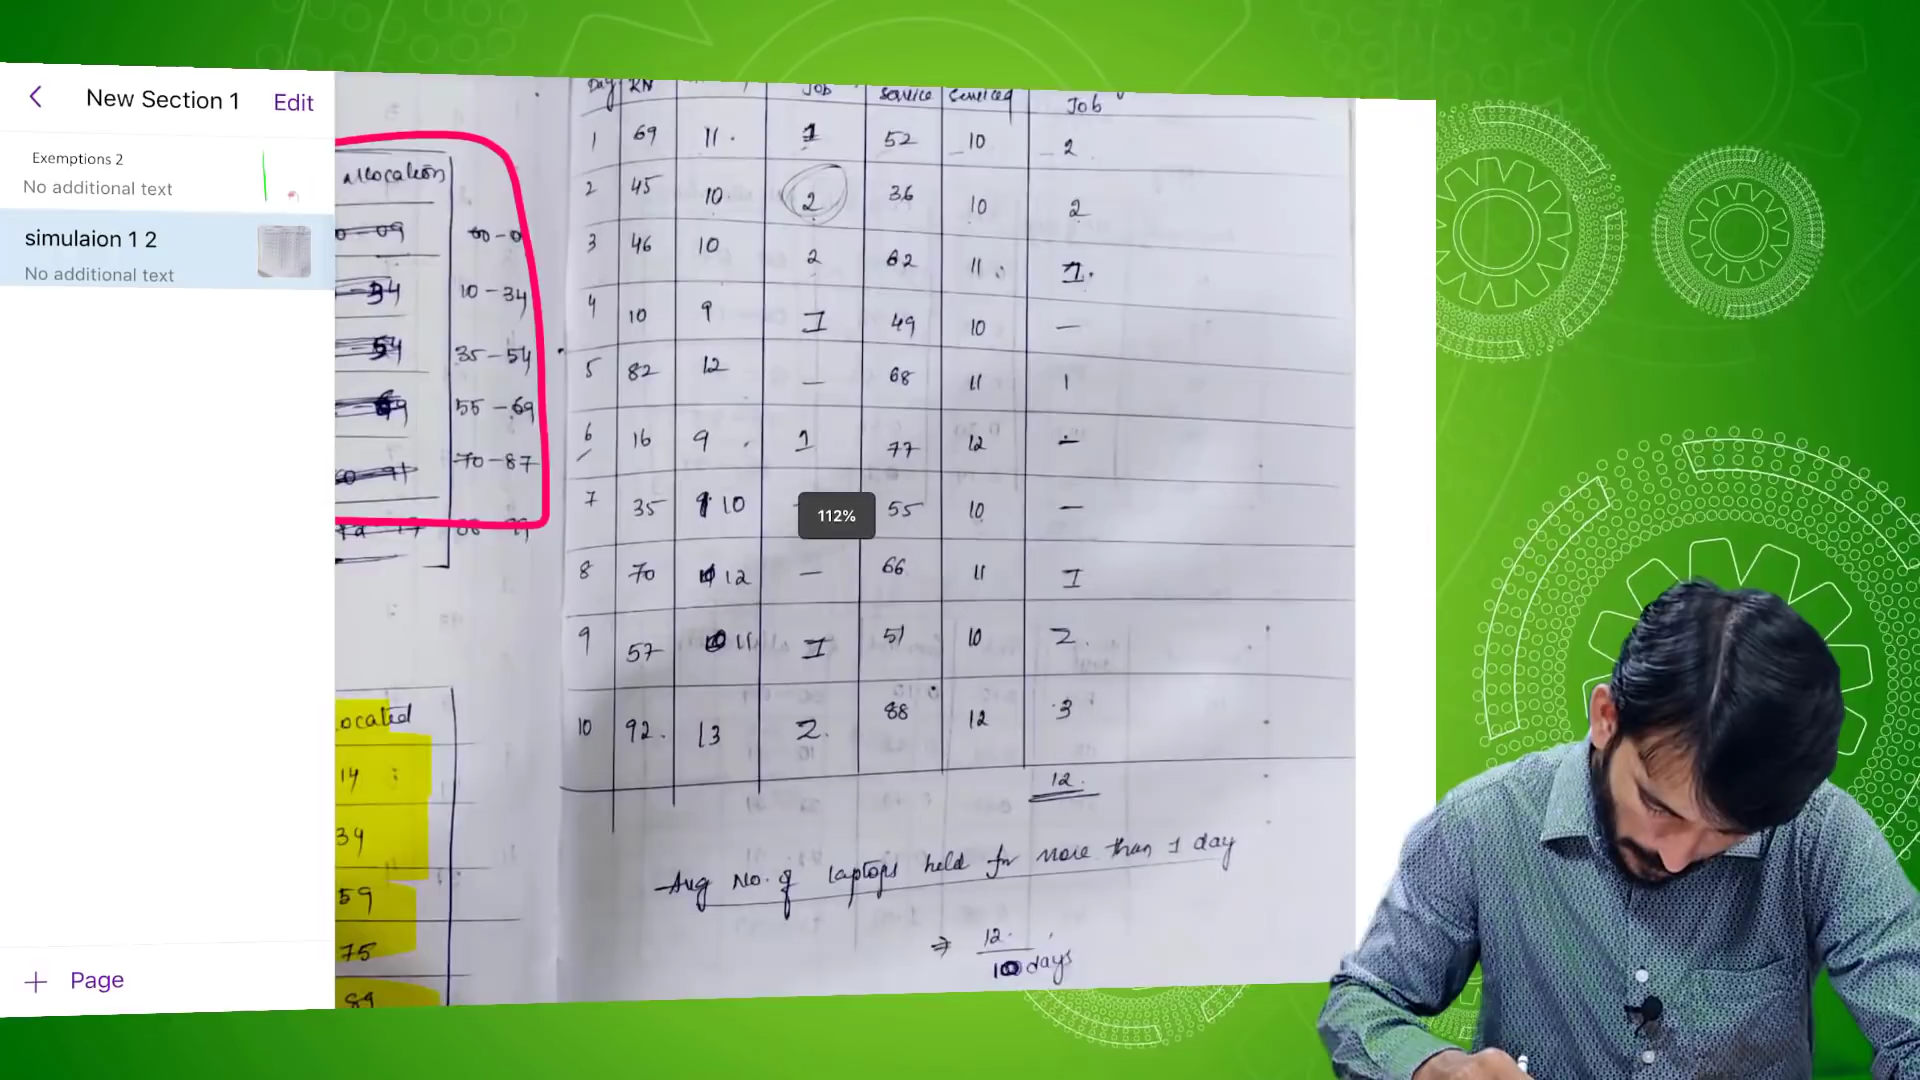 New Section 1 Edit
Exemptions 2
No additional text
simulaion 1 2
No additional text
+ Page
allocation
10 - 34
35 - 54
55 - 69
70 - 87
ocated
14
34
59
75
89
Day RN Job Service Serviced Job
1 69 11 1 52 10 2
2 45 10 2 36 10 2
3 46 10 2 62 11 1
4 10 9 1 49 10 —
5 82 12 — 68 11 1
6 16 9 1 77 12 —
7 35 10 55 10 —
112%
8 70 12 — 66 11 1
9 57 11 1 51 10 2
10 92 13 2 88 12 3
12
Avg No. of laptops held for more than 1 day
⇒ 12
10 days